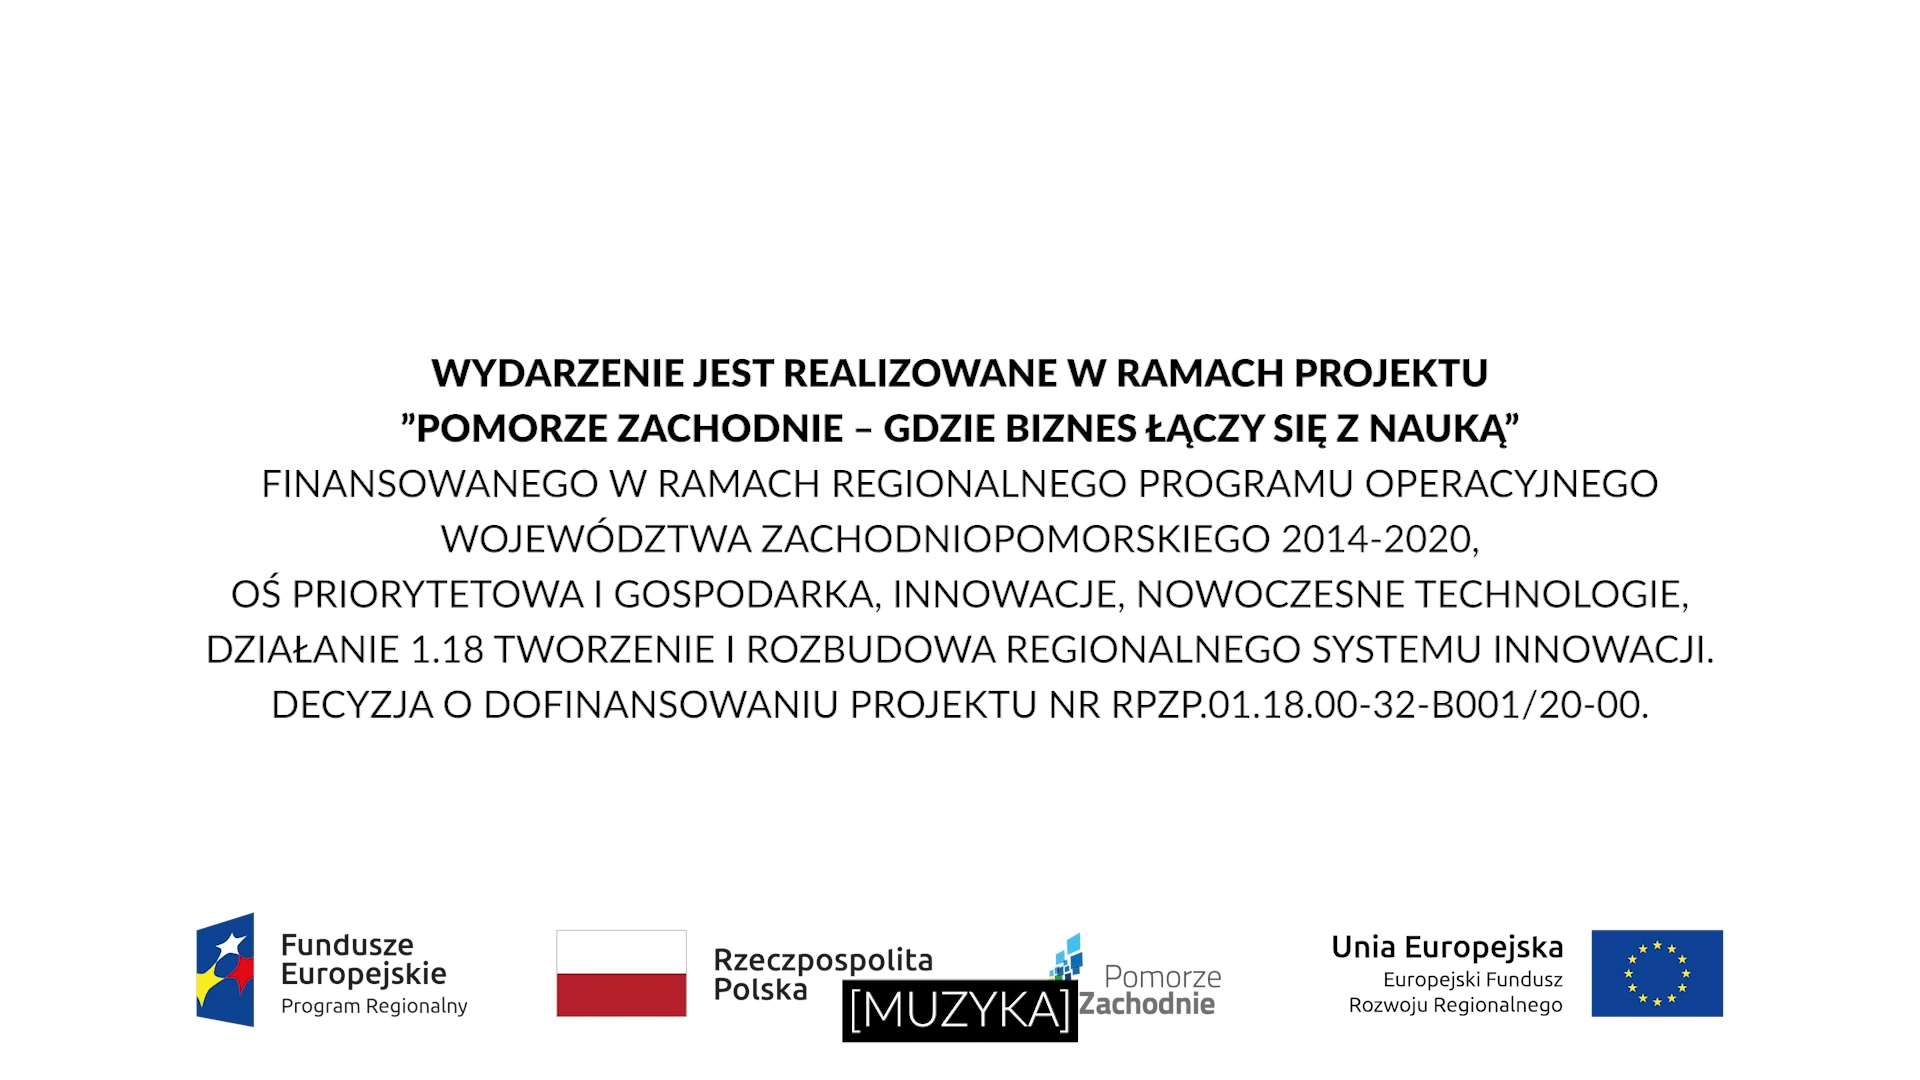 WYDARZENIE JEST REALIZOWANE W RAMACH PROJEKTU
”POMORZE ZACHODNIE – GDZIE BIZNES ŁĄCZY SIĘ Z NAUKĄ”
FINANSOWANEGO W RAMACH REGIONALNEGO PROGRAMU OPERACYJNEGO
WOJEWÓDZTWA ZACHODNIOPOMORSKIEGO 2014-2020,
OŚ PRIORYTETOWA I GOSPODARKA, INNOWACJE, NOWOCZESNE TECHNOLOGIE,
DZIAŁANIE 1.18 TWORZENIE I ROZBUDOWA REGIONALNEGO SYSTEMU INNOWACJI.
DECYZJA O DOFINANSOWANIU PROJEKTU NR RPZP.01.18.00-32-B001/20-00.
Fundusze
Europejskie
Program Regionalny
Rzeczpospolita
Polska
Pomorze
Zachodnie
Unia Europejska
Europejski Fundusz
Rozwoju Regionalnego
[MUZYKA]